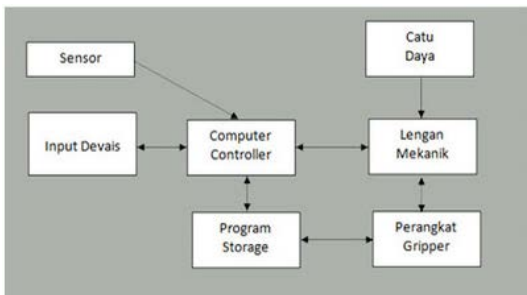 Catu
Daya
Sensor
Input Devais
Computer
Controller
Lengan
Mekanik
Program
Storage
Perangkat
Gripper